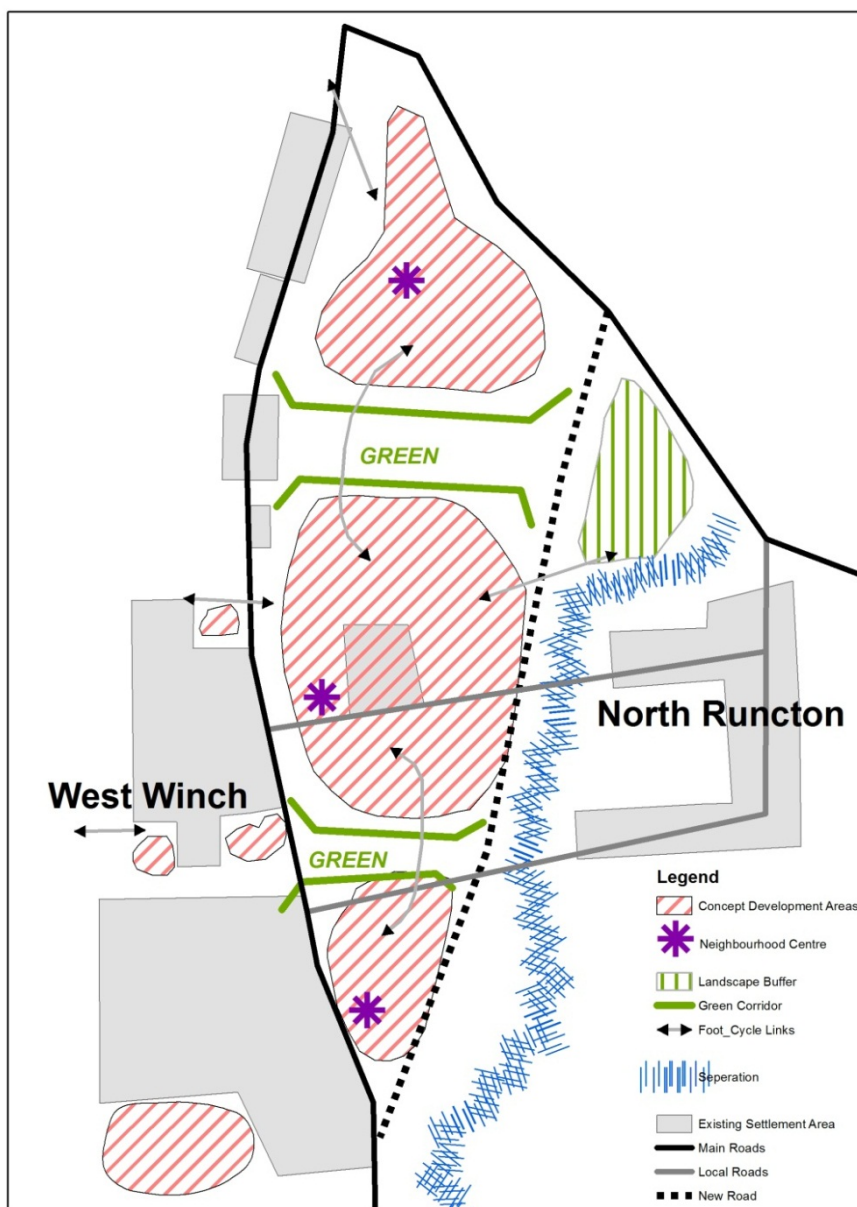 GREEN
North Runcton
West Winch
GREEN
Legend
Concept Development Areas
Neighbourhood Centre
Landscape Buffer
Green Corridor
Foot_Cycle Links
Seperation
Existing Settlement Area
Main Roads
Local Roads
New Road